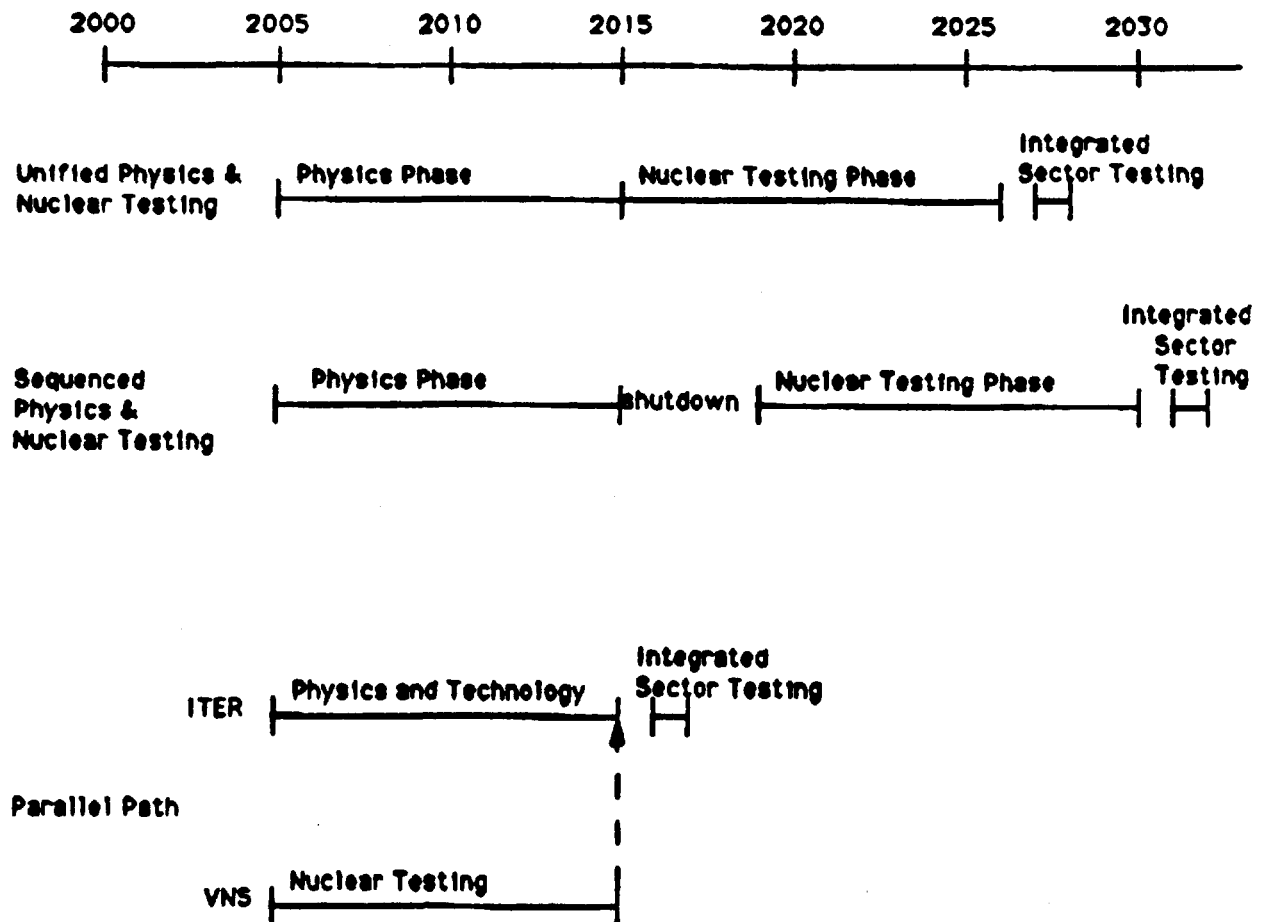 2000 2005 2010 2015 2020 2025 2030
Unified Physics &
Nuclear Testing
Physics Phase
Nuclear Testing Phase
Integrated
Sector Testing
Sequenced
Physics &
Nuclear Testing
Physics Phase
shutdown
Nuclear Testing Phase
Integrated
Sector
Testing
Parallel Path
ITER
Physics and Technology
Integrated
Sector Testing
VNS
Nuclear Testing